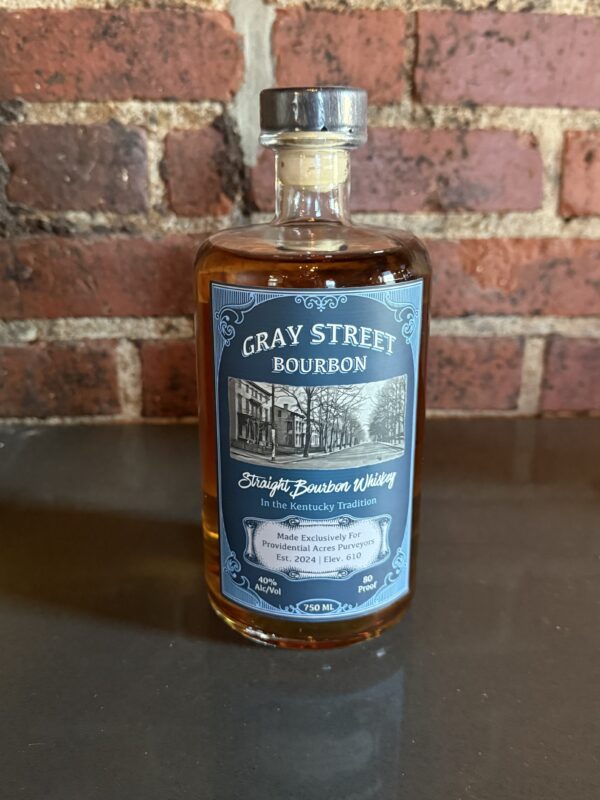 GRAY STREET
BOURBON
Straight Bourbon Whiskey
In the Kentucky Tradition
Made Exclusively For
Providential Acres Purveyors
Est. 2024 | Elev. 610
40%
Alc/Vol
80
Proof
750 ML